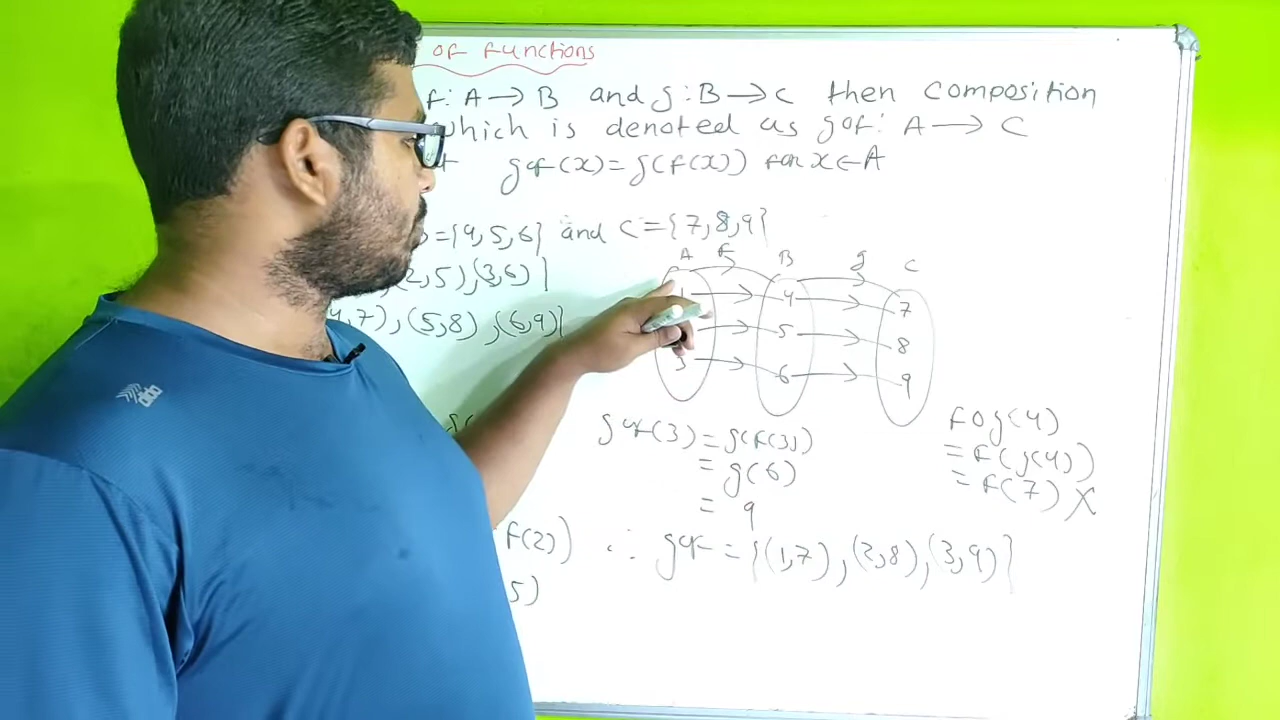 of functions
f: A → B and g: B → C then composition
which is denoted as gof: A → C
gof(x) = g(f(x)) for x ∈ A
= {4, 5, 6} and C = {7, 8, 9}
2, 5), (3, 6)}
4, 7), (5, 8), (6, 9)}
A f B g C
1 4 7
5 8
3 6 9
gof(3) = g(f(3))
= g(6)
= 9
fog(4)
= f(g(4))
= f(7) X
f(2))
5)
∴ gof = {(1, 7), (2, 8), (3, 9)}